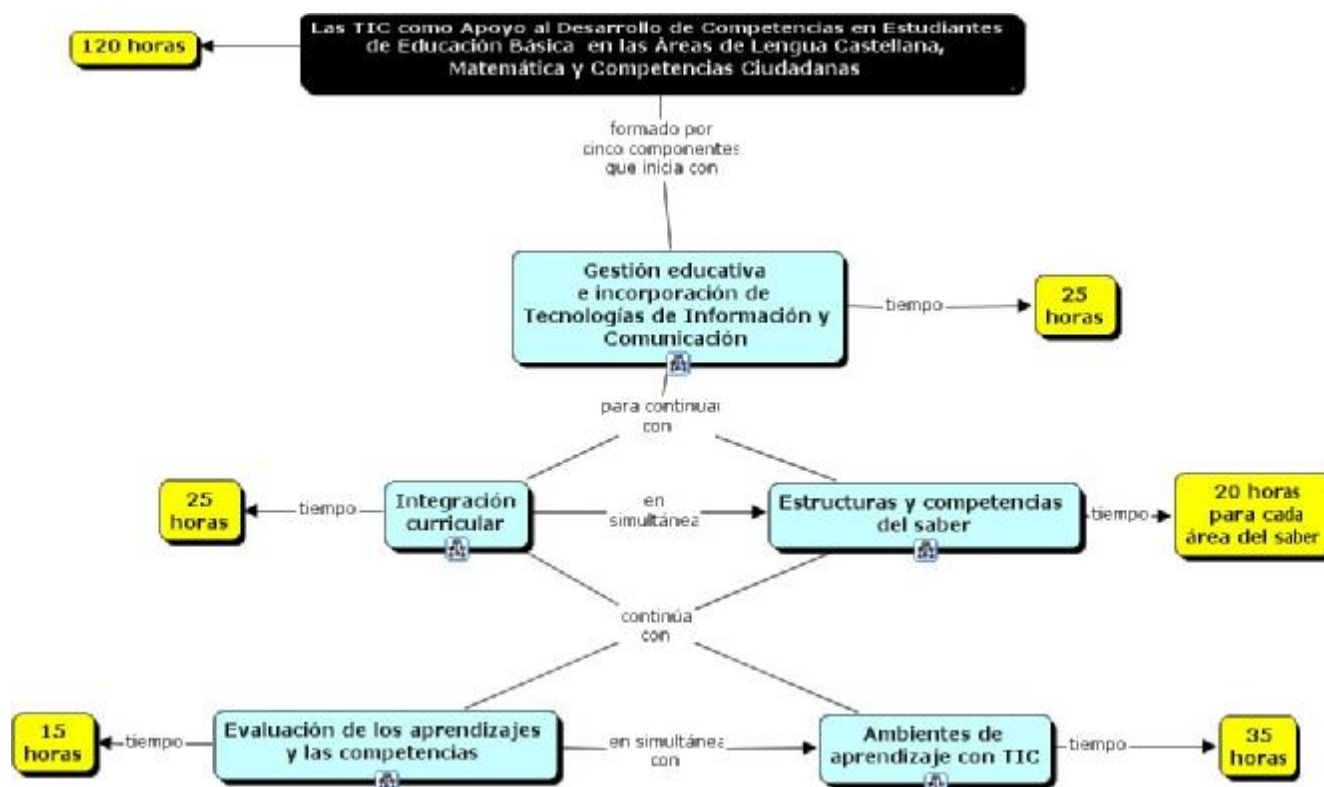 Las TIC como Apoyo al Desarrollo de Competencias en Estudiantes
de Educación Básica en las Áreas de Lengua Castellana,
Matemática y Competencias Ciudadanas
120 horas
formado por
cinco componentes
que inicia con
Gestión educativa
e incorporación de
Tecnologías de Información y
Comunicación
tiempo
25
horas
para continuar
con
25
horas
tiempo
Integración
curricular
en
simultánea
Estructuras y competencias
del saber
tiempo
20 horas
para cada
área del saber
continúa
con
15
horas
tiempo
Evaluación de los aprendizajes
y las competencias
en simultánea
con
Ambientes de
aprendizaje con TIC
tiempo
35
horas